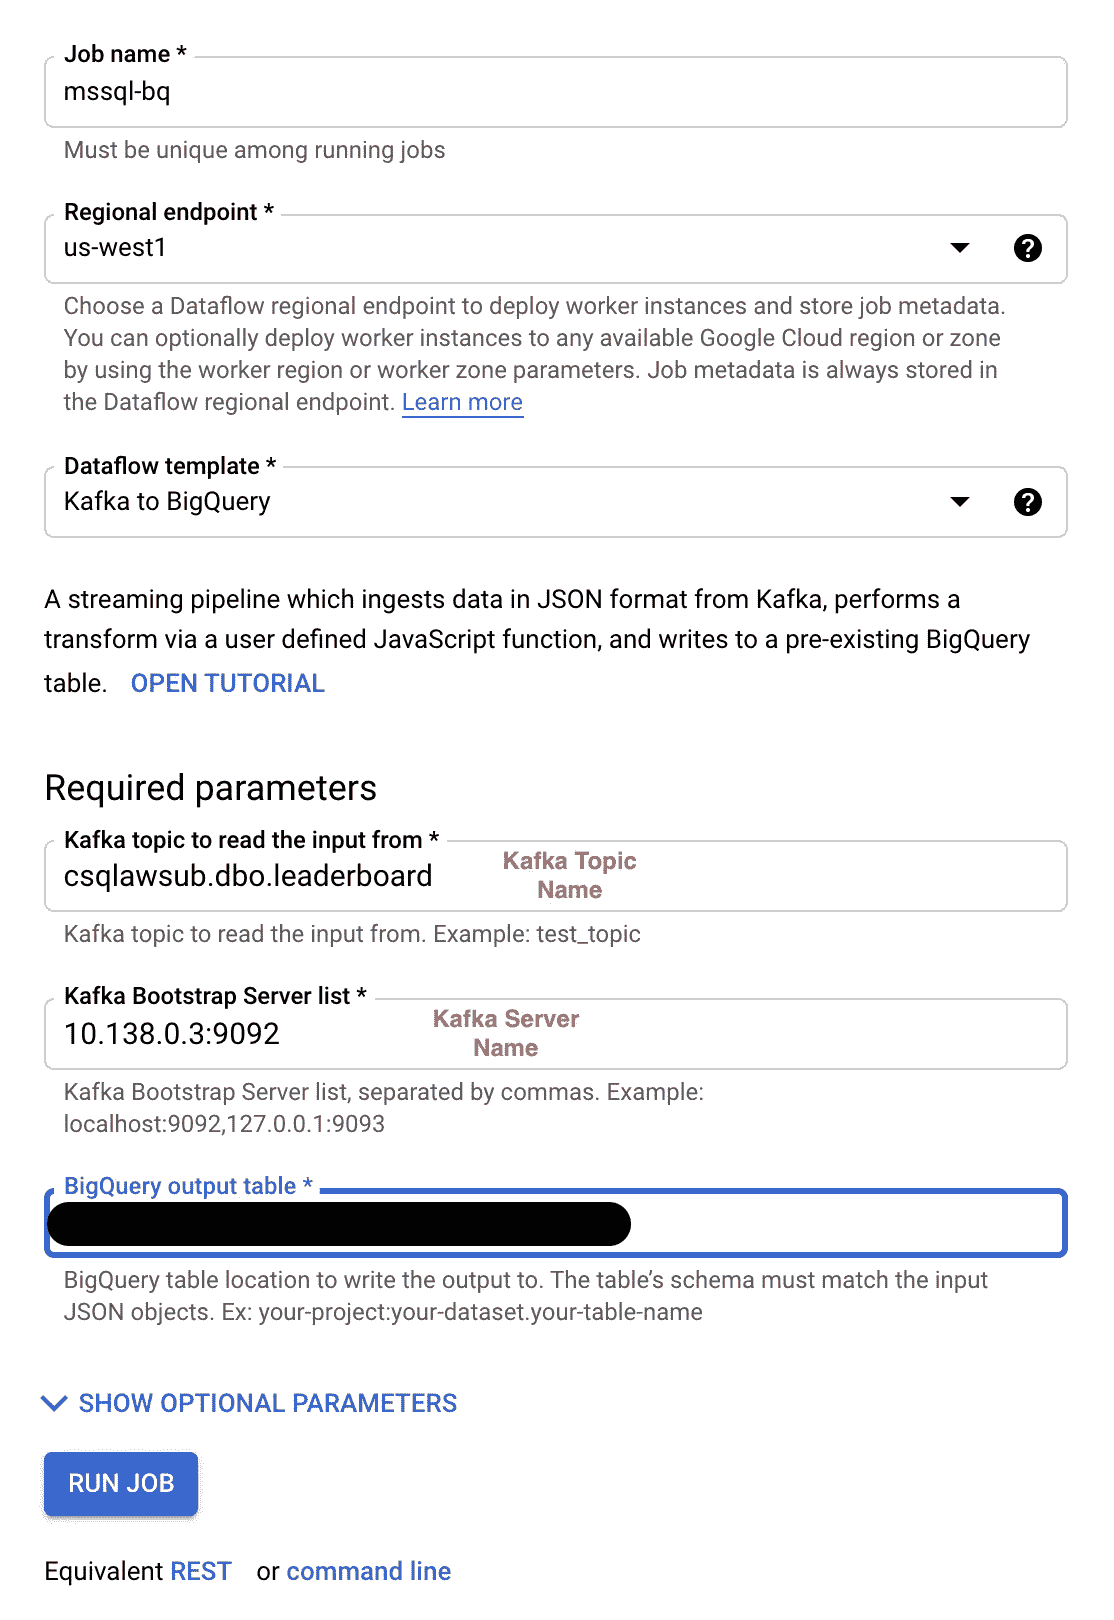 Job name *
mssql-bq
Must be unique among running jobs
Regional endpoint *
us-west1
Choose a Dataflow regional endpoint to deploy worker instances and store job metadata.
You can optionally deploy worker instances to any available Google Cloud region or zone
by using the worker region or worker zone parameters. Job metadata is always stored in
the Dataflow regional endpoint. Learn more
Dataflow template *
Kafka to BigQuery
A streaming pipeline which ingests data in JSON format from Kafka, performs a
transform via a user defined JavaScript function, and writes to a pre-existing BigQuery
table. OPEN TUTORIAL
Required parameters
Kafka topic to read the input from *
csqlawsub.dbo.leaderboard
Kafka Topic
Name
Kafka topic to read the input from. Example: test_topic
Kafka Bootstrap Server list *
10.138.0.3:9092
Kafka Server
Name
Kafka Bootstrap Server list, separated by commas. Example:
localhost:9092,127.0.0.1:9093
BigQuery output table *
BigQuery table location to write the output to. The table's schema must match the input
JSON objects. Ex: your-project:your-dataset.your-table-name
SHOW OPTIONAL PARAMETERS
RUN JOB
Equivalent REST or command line